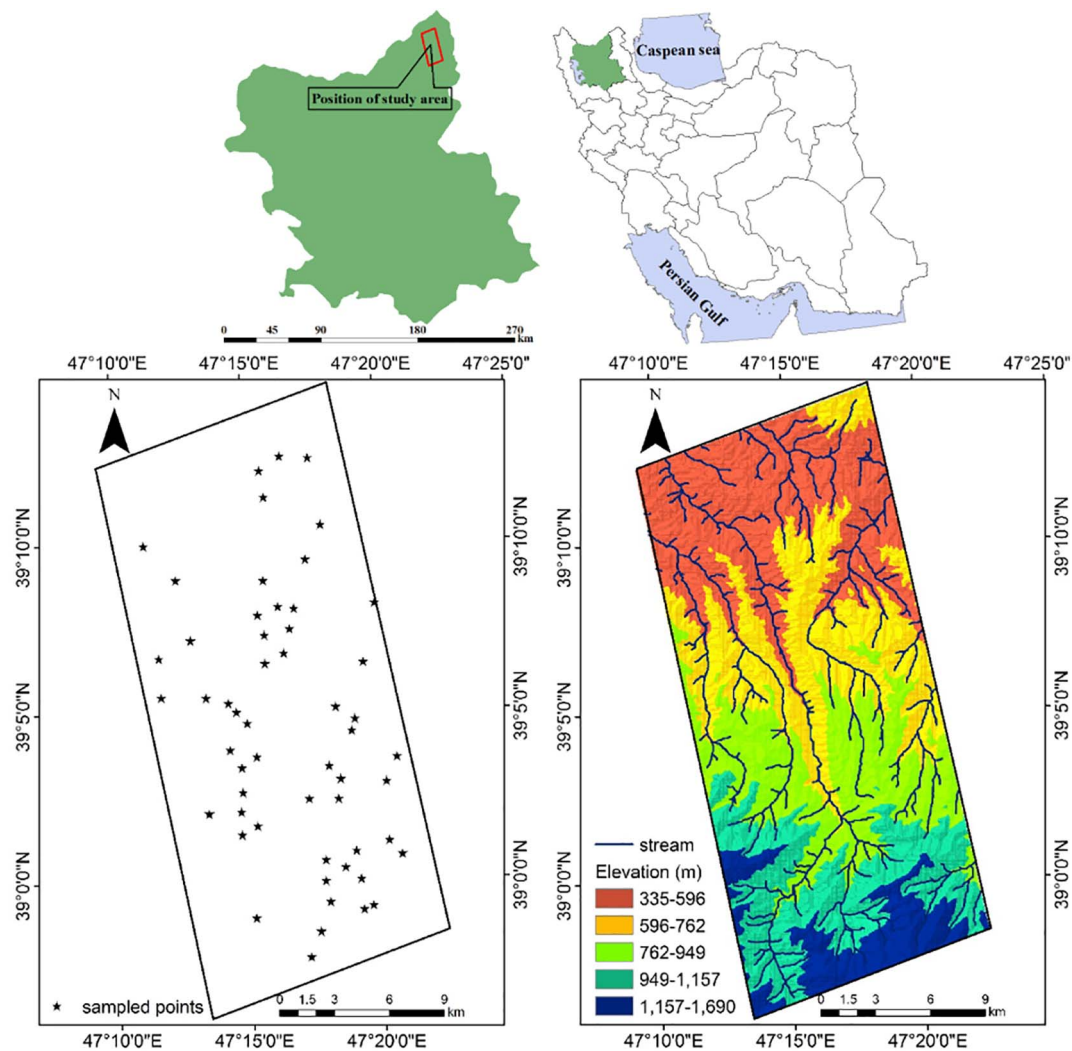 Position of study area
0 45 90 180 270
km
Caspean sea
Persian Gulf
47°10'0"E 47°15'0"E 47°20'0"E 47°25'0"
N
39°10'0"N
39°5'0"N
39°0'0"N
39°10'0"N
39°5'0"N
39°0'0"N
sampled points
0 1.5 3 6 9
km
47°10'0"E 47°15'0"E 47°20'0"E 47°25'0"E
47°10'0"E 47°15'0"E 47°20'0"E 47°25'0"
N
39°10'0"N
39°5'0"N
39°0'0"N
39°10'0"N
39°5'0"N
39°0'0"N
stream
Elevation (m)
335-596
596-762
762-949
949-1,157
1,157-1,690
0 1.5 3 6 9
km
47°10'0"E 47°15'0"E 47°20'0"E 47°25'0"E